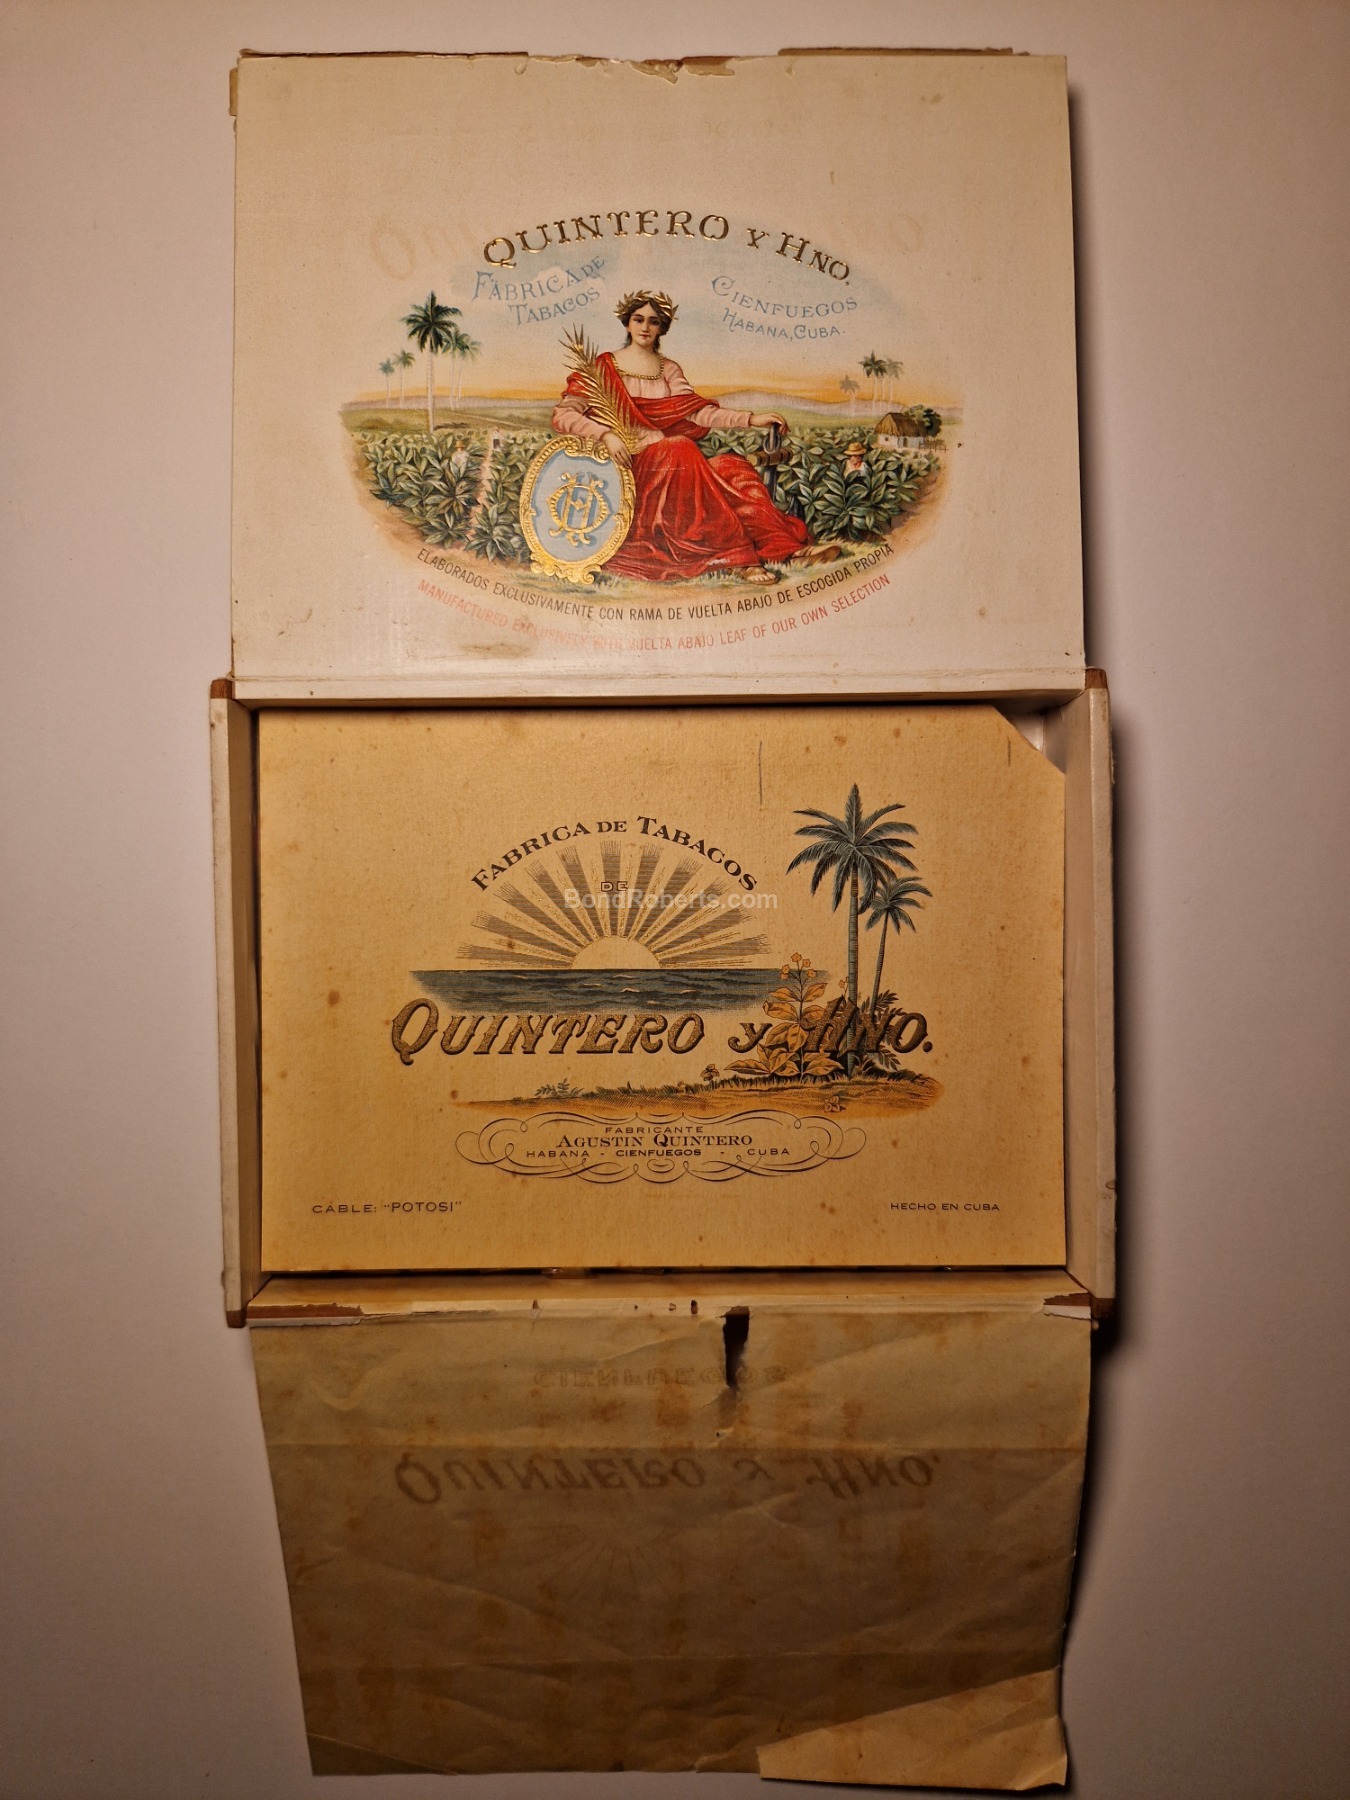 QUINTERO Y HNO.
FÁBRICA DE
TABACOS
CIENFUEGOS
HABANA, CUBA.
ELABORADOS EXCLUSIVAMENTE CON RAMA DE VUELTA ABAJO DE ESCOGIDA PROPIA
MANUFACTURED EXCLUSIVELY WITH VUELTA ABAJO LEAF OF OUR OWN SELECTION
FABRICA DE TABACOS
DE
BondRoberts.com
QUINTERO Y HNO.
FABRICANTE
AGUSTIN QUINTERO
HABANA - CIENFUEGOS - CUBA
CABLE: "POTOSI"
HECHO EN CUBA
CIENFUEGOS
QUINTERO Y HNO.